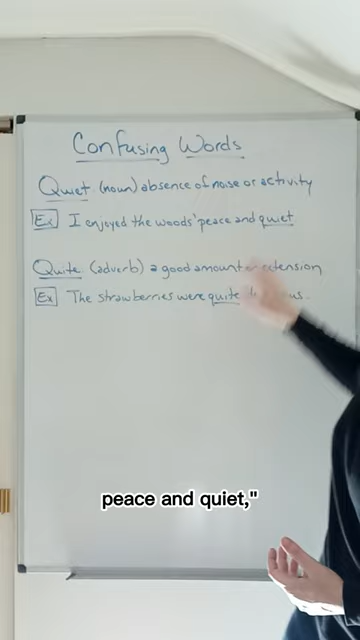 Confusing Words
Quiet (noun) absence of noise or activity
Ex I enjoyed the woods' peace and quiet.
Quite (adverb) a good amount extension
Ex The strawberries were quite
peace and quiet,"